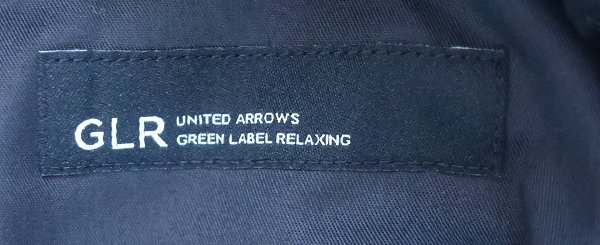 GLR
UNITED ARROWS
GREEN LABEL RELAXING